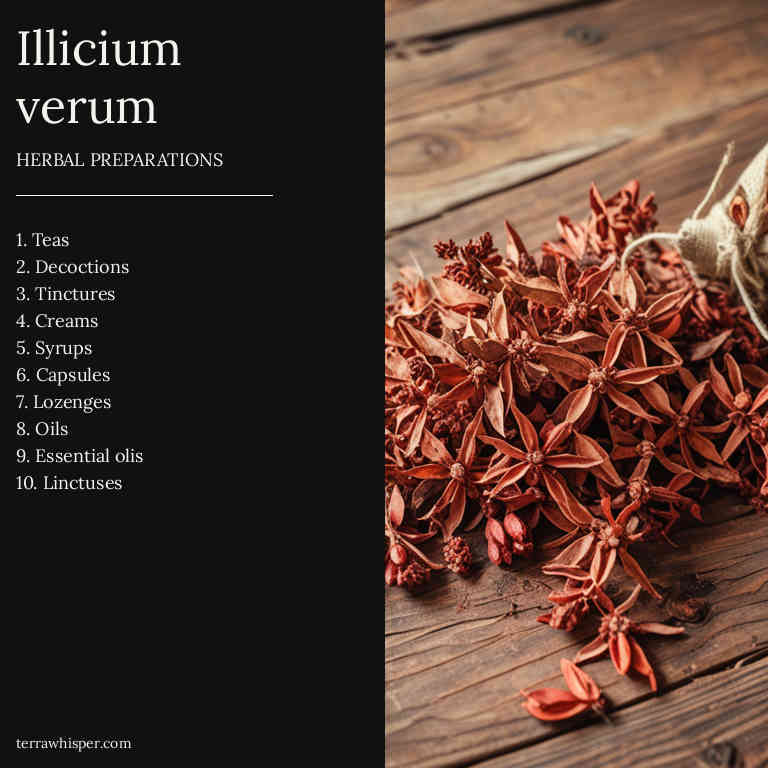 Illicium
verum
HERBAL PREPARATIONS
1. Teas
2. Decoctions
3. Tinctures
4. Creams
5. Syrups
6. Capsules
7. Lozenges
8. Oils
9. Essential olis
10. Linctuses
terrawhisper.com